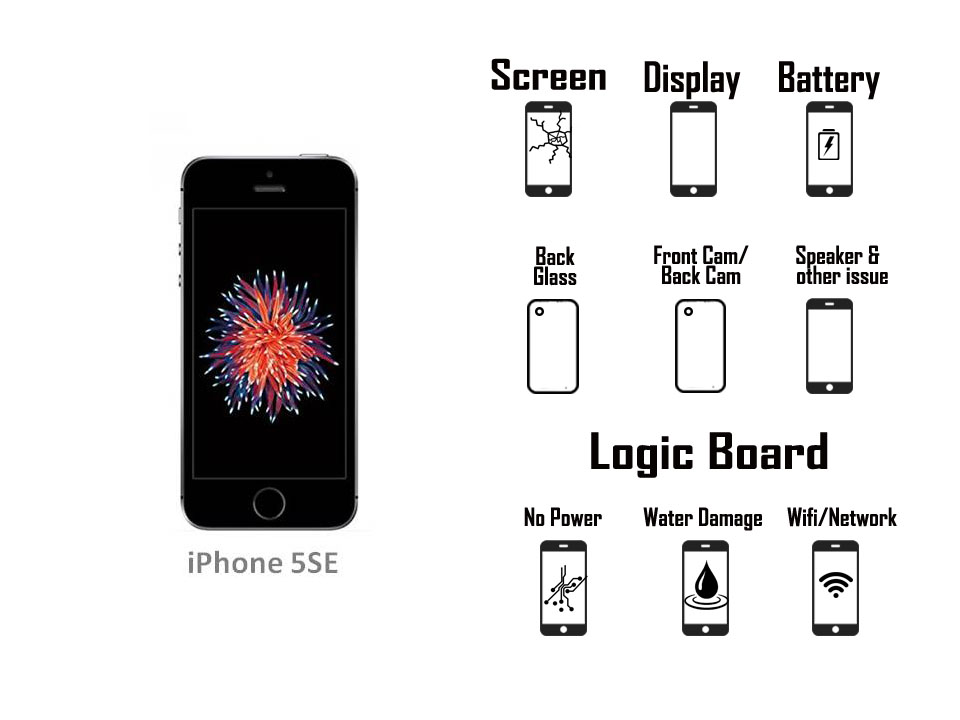 Screen
Display
Battery
Back
Glass
Front Cam/
Back Cam
Speaker &
other issue
Logic Board
No Power
Water Damage
Wifi/Network
iPhone 5SE